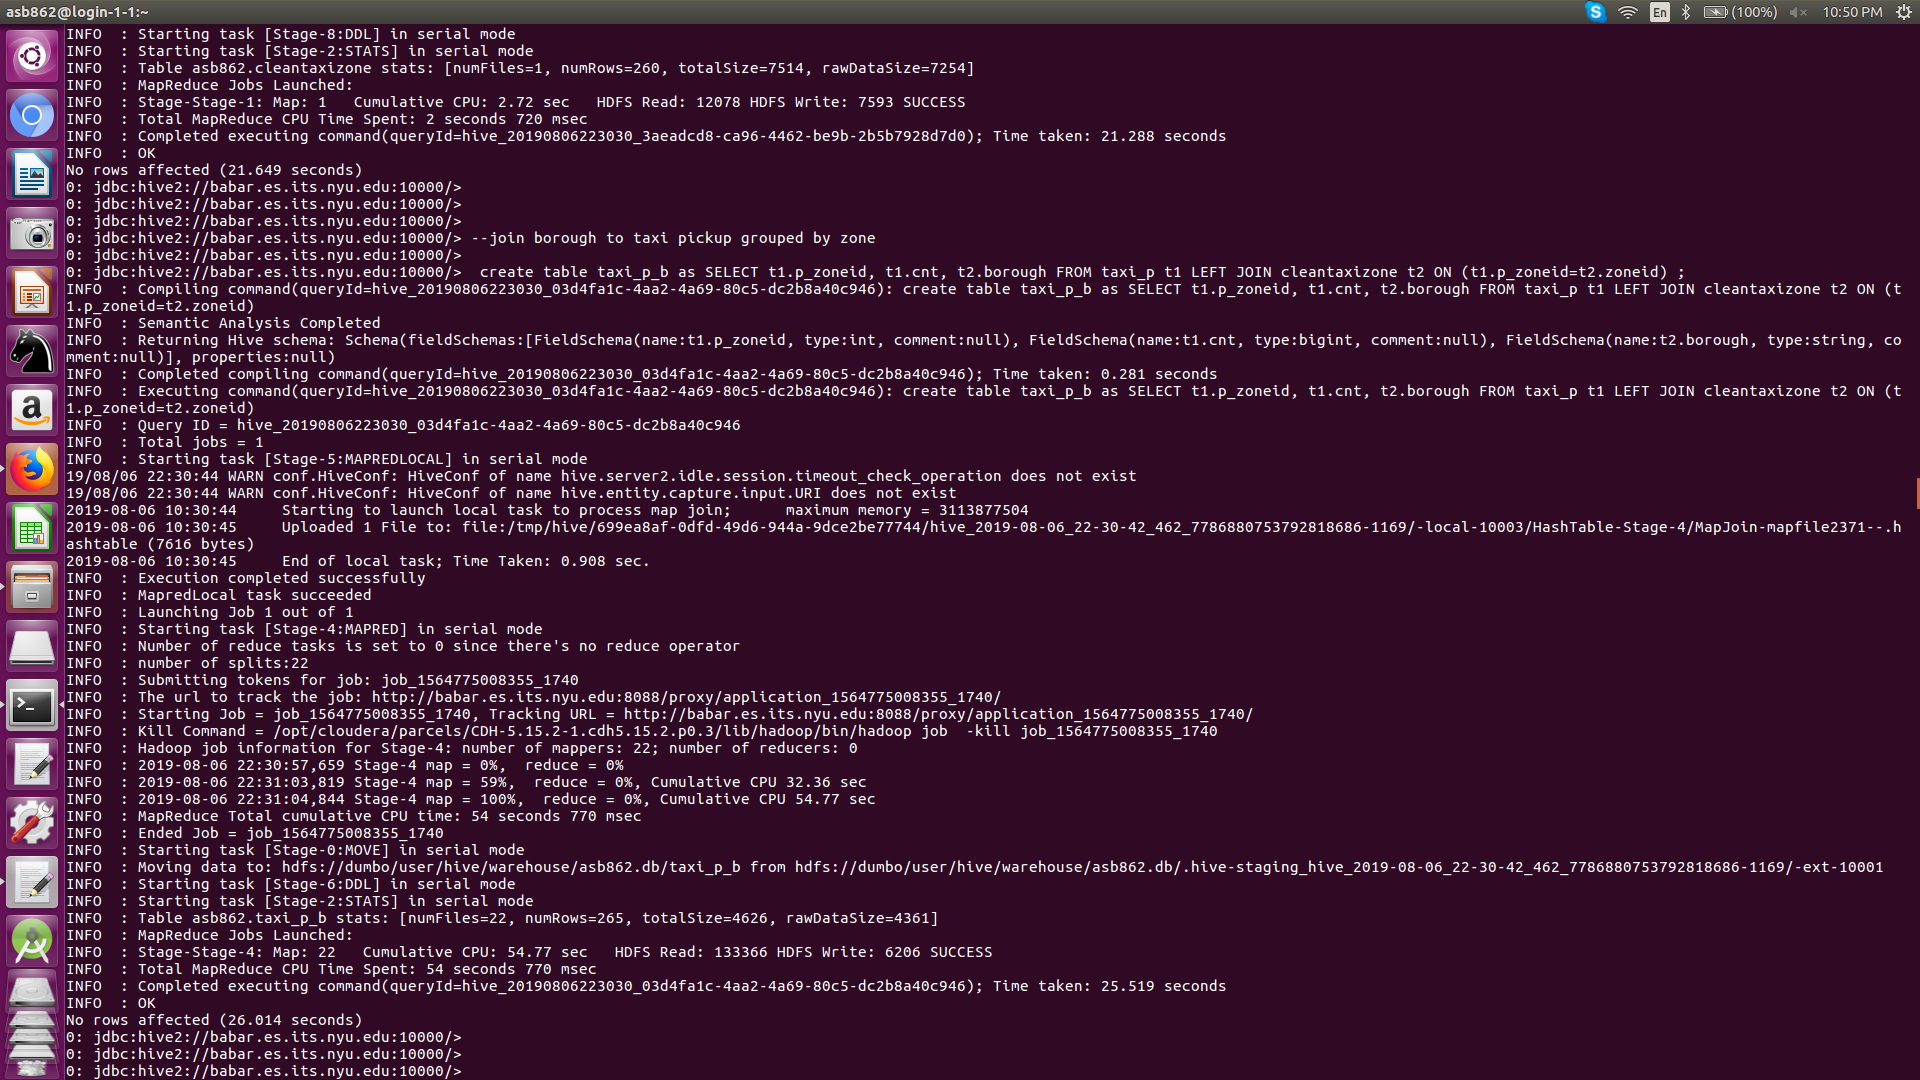 asb862@login-1-1:~
En
(100%)
10:50 PM
INFO  : Starting task [Stage-8:DDL] in serial mode
INFO  : Starting task [Stage-2:STATS] in serial mode
INFO  : Table asb862.cleantaxizone stats: [numFiles=1, numRows=260, totalSize=7514, rawDataSize=7254]
INFO  : MapReduce Jobs Launched:
INFO  : Stage-Stage-1: Map: 1   Cumulative CPU: 2.72 sec   HDFS Read: 12078 HDFS Write: 7593 SUCCESS
INFO  : Total MapReduce CPU Time Spent: 2 seconds 720 msec
INFO  : Completed executing command(queryId=hive_20190806223030_3aeadcd8-ca96-4462-be9b-2b5b7928d7d0); Time taken: 21.288 seconds
INFO  : OK
No rows affected (21.649 seconds)
0: jdbc:hive2://babar.es.its.nyu.edu:10000/>
0: jdbc:hive2://babar.es.its.nyu.edu:10000/>
0: jdbc:hive2://babar.es.its.nyu.edu:10000/>
0: jdbc:hive2://babar.es.its.nyu.edu:10000/> --join borough to taxi pickup grouped by zone
0: jdbc:hive2://babar.es.its.nyu.edu:10000/>
0: jdbc:hive2://babar.es.its.nyu.edu:10000/>  create table taxi_p_b as SELECT t1.p_zoneid, t1.cnt, t2.borough FROM taxi_p t1 LEFT JOIN cleantaxizone t2 ON (t1.p_zoneid=t2.zoneid) ;
INFO  : Compiling command(queryId=hive_20190806223030_03d4fa1c-4aa2-4a69-80c5-dc2b8a40c946): create table taxi_p_b as SELECT t1.p_zoneid, t1.cnt, t2.borough FROM taxi_p t1 LEFT JOIN cleantaxizone t2 ON (t
1.p_zoneid=t2.zoneid)
INFO  : Semantic Analysis Completed
INFO  : Returning Hive schema: Schema(fieldSchemas:[FieldSchema(name:t1.p_zoneid, type:int, comment:null), FieldSchema(name:t1.cnt, type:bigint, comment:null), FieldSchema(name:t2.borough, type:string, co
mment:null)], properties:null)
INFO  : Completed compiling command(queryId=hive_20190806223030_03d4fa1c-4aa2-4a69-80c5-dc2b8a40c946); Time taken: 0.281 seconds
INFO  : Executing command(queryId=hive_20190806223030_03d4fa1c-4aa2-4a69-80c5-dc2b8a40c946): create table taxi_p_b as SELECT t1.p_zoneid, t1.cnt, t2.borough FROM taxi_p t1 LEFT JOIN cleantaxizone t2 ON (t
1.p_zoneid=t2.zoneid)
INFO  : Query ID = hive_20190806223030_03d4fa1c-4aa2-4a69-80c5-dc2b8a40c946
INFO  : Total jobs = 1
INFO  : Starting task [Stage-5:MAPREDLOCAL] in serial mode
19/08/06 22:30:44 WARN conf.HiveConf: HiveConf of name hive.server2.idle.session.timeout_check_operation does not exist
19/08/06 22:30:44 WARN conf.HiveConf: HiveConf of name hive.entity.capture.input.URI does not exist
2019-08-06 10:30:44     Starting to launch local task to process map join;      maximum memory = 3113877504
2019-08-06 10:30:45     Uploaded 1 File to: file:/tmp/hive/699ea8af-0dfd-49d6-944a-9dce2be77744/hive_2019-08-06_22-30-42_462_7786880753792818686-1169/-local-10003/HashTable-Stage-4/MapJoin-mapfile2371--.h
ashtable (7616 bytes)
2019-08-06 10:30:45     End of local task; Time Taken: 0.908 sec.
INFO  : Execution completed successfully
INFO  : MapredLocal task succeeded
INFO  : Launching Job 1 out of 1
INFO  : Starting task [Stage-4:MAPRED] in serial mode
INFO  : Number of reduce tasks is set to 0 since there's no reduce operator
INFO  : number of splits:22
INFO  : Submitting tokens for job: job_1564775008355_1740
INFO  : The url to track the job: http://babar.es.its.nyu.edu:8088/proxy/application_1564775008355_1740/
INFO  : Starting Job = job_1564775008355_1740, Tracking URL = http://babar.es.its.nyu.edu:8088/proxy/application_1564775008355_1740/
INFO  : Kill Command = /opt/cloudera/parcels/CDH-5.15.2-1.cdh5.15.2.p0.3/lib/hadoop/bin/hadoop job  -kill job_1564775008355_1740
INFO  : Hadoop job information for Stage-4: number of mappers: 22; number of reducers: 0
INFO  : 2019-08-06 22:30:57,659 Stage-4 map = 0%,  reduce = 0%
INFO  : 2019-08-06 22:31:03,819 Stage-4 map = 59%,  reduce = 0%, Cumulative CPU 32.36 sec
INFO  : 2019-08-06 22:31:04,844 Stage-4 map = 100%,  reduce = 0%, Cumulative CPU 54.77 sec
INFO  : MapReduce Total cumulative CPU time: 54 seconds 770 msec
INFO  : Ended Job = job_1564775008355_1740
INFO  : Starting task [Stage-0:MOVE] in serial mode
INFO  : Moving data to: hdfs://dumbo/user/hive/warehouse/asb862.db/taxi_p_b from hdfs://dumbo/user/hive/warehouse/asb862.db/.hive-staging_hive_2019-08-06_22-30-42_462_7786880753792818686-1169/-ext-10001
INFO  : Starting task [Stage-6:DDL] in serial mode
INFO  : Starting task [Stage-2:STATS] in serial mode
INFO  : Table asb862.taxi_p_b stats: [numFiles=22, numRows=265, totalSize=4626, rawDataSize=4361]
INFO  : MapReduce Jobs Launched:
INFO  : Stage-Stage-4: Map: 22   Cumulative CPU: 54.77 sec   HDFS Read: 133366 HDFS Write: 6206 SUCCESS
INFO  : Total MapReduce CPU Time Spent: 54 seconds 770 msec
INFO  : Completed executing command(queryId=hive_20190806223030_03d4fa1c-4aa2-4a69-80c5-dc2b8a40c946); Time taken: 25.519 seconds
INFO  : OK
No rows affected (26.014 seconds)
0: jdbc:hive2://babar.es.its.nyu.edu:10000/>
0: jdbc:hive2://babar.es.its.nyu.edu:10000/>
0: jdbc:hive2://babar.es.its.nyu.edu:10000/>